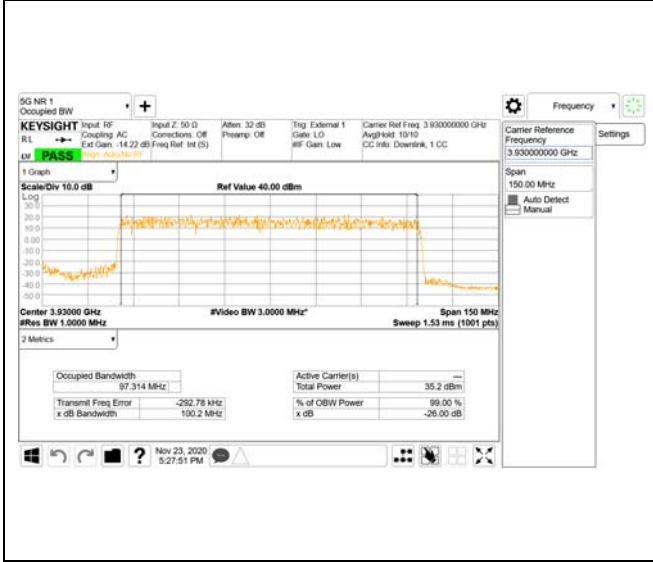 5G NR 1
Occupied BW
Frequency
KEYSIGHT
R L
PASS
Input: RF
Coupling: AC
Ext Gain: -14.22 dB
Align: Auto/No RF
Input Z: 50 Ω
Corrections: Off
Freq Ref: Int (S)
Atten: 32 dB
Preamp: Off
Trig: External 1
Gate: LO
#IF Gain: Low
Carrier Ref Freq: 3.930000000 GHz
Avg|Hold: 10/10
CC Info: Downlink, 1 CC
Carrier Reference
Frequency
3.930000000 GHz
Settings
Span
150.00 MHz
Auto Detect
Manual
1 Graph
Scale/Div 10.0 dB
Ref Value 40.00 dBm
Log
30.0
20.0
10.0
0.00
-10.0
-20.0
-30.0
-40.0
-50.0
Center 3.93000 GHz
#Video BW 3.0000 MHz*
Span 150 MHz
#Res BW 1.0000 MHz
Sweep 1.53 ms (1001 pts)
2 Metrics
Occupied Bandwidth
97.314 MHz
Active Carrier(s)
---
Total Power
35.2 dBm
Transmit Freq Error
-292.78 kHz
% of OBW Power
99.00 %
x dB Bandwidth
100.2 MHz
x dB
-26.00 dB
?
Nov 23, 2020
5:27:51 PM